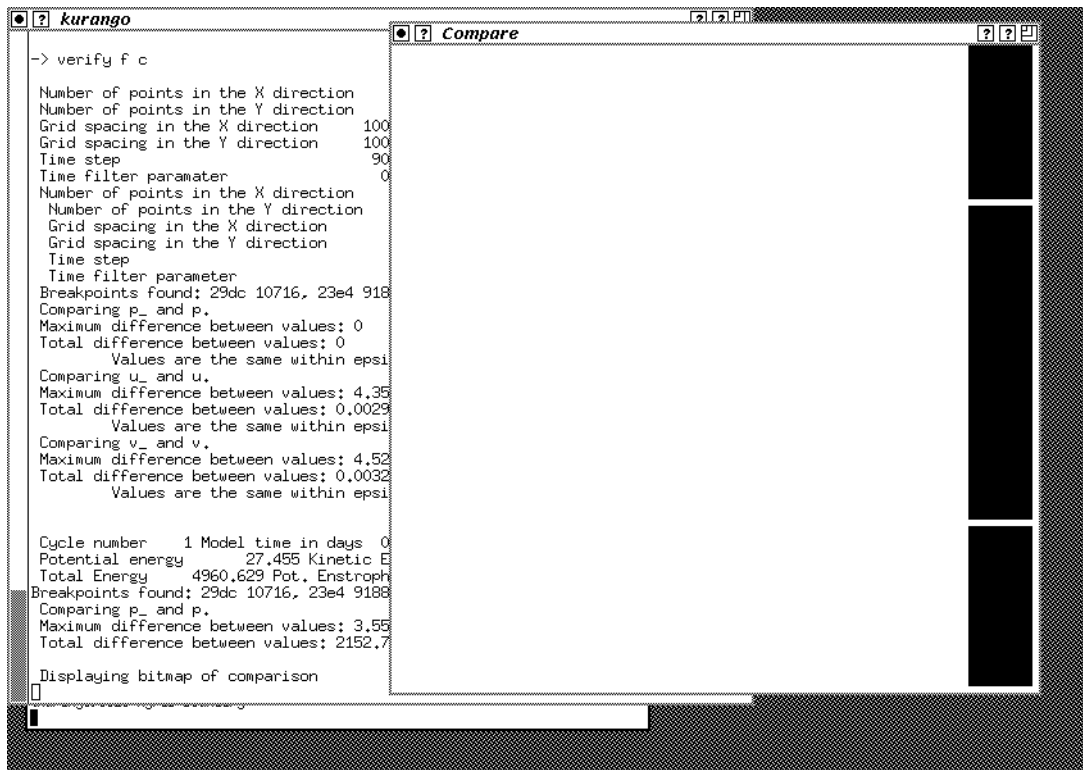 kurango
Compare
-> verify f c
Number of points in the X direction
Number of points in the Y direction
Grid spacing in the X direction 100
Grid spacing in the Y direction 100
Time step 90
Time filter paramater 0
Number of points in the X direction
Number of points in the Y direction
Grid spacing in the X direction
Grid spacing in the Y direction
Time step
Time filter parameter
Breakpoints found: 29dc 10716, 23e4 918
Comparing p_ and p.
Maximum difference between values: 0
Total difference between values: 0
Values are the same within epsi
Comparing u_ and u.
Maximum difference between values: 4.35
Total difference between values: 0.0029
Values are the same within epsi
Comparing v_ and v.
Maximum difference between values: 4.52
Total difference between values: 0.0032
Values are the same within epsi
Cycle number 1 Model time in days 0
Potential energy 27.455 Kinetic E
Total Energy 4960.629 Pot. Enstroph
Breakpoints found: 29dc 10716, 23e4 9188
Comparing p_ and p.
Maximum difference between values: 3.55
Total difference between values: 2152.7
Displaying bitmap of comparison